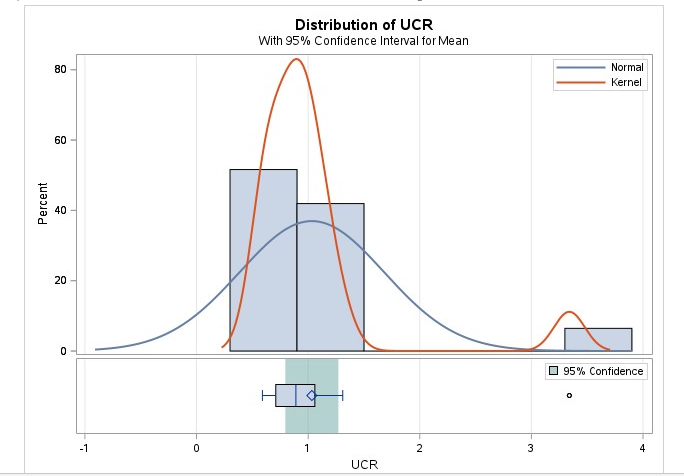 Distribution of UCR
With 95% Confidence Interval for Mean
Normal
Kernel
80
60
40
20
0
Percent
95% Confidence
-1 0 1 2 3 4
UCR